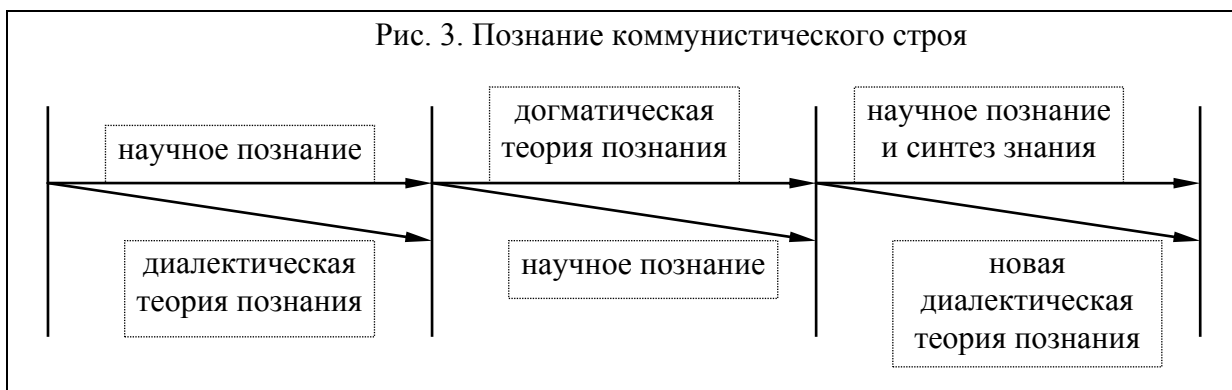 Рис. 3. Познание коммунистического строя
научное познание
диалектическая
теория познания
догматическая
теория познания
научное познание
научное познание
и синтез знания
новая
диалектическая
теория познания